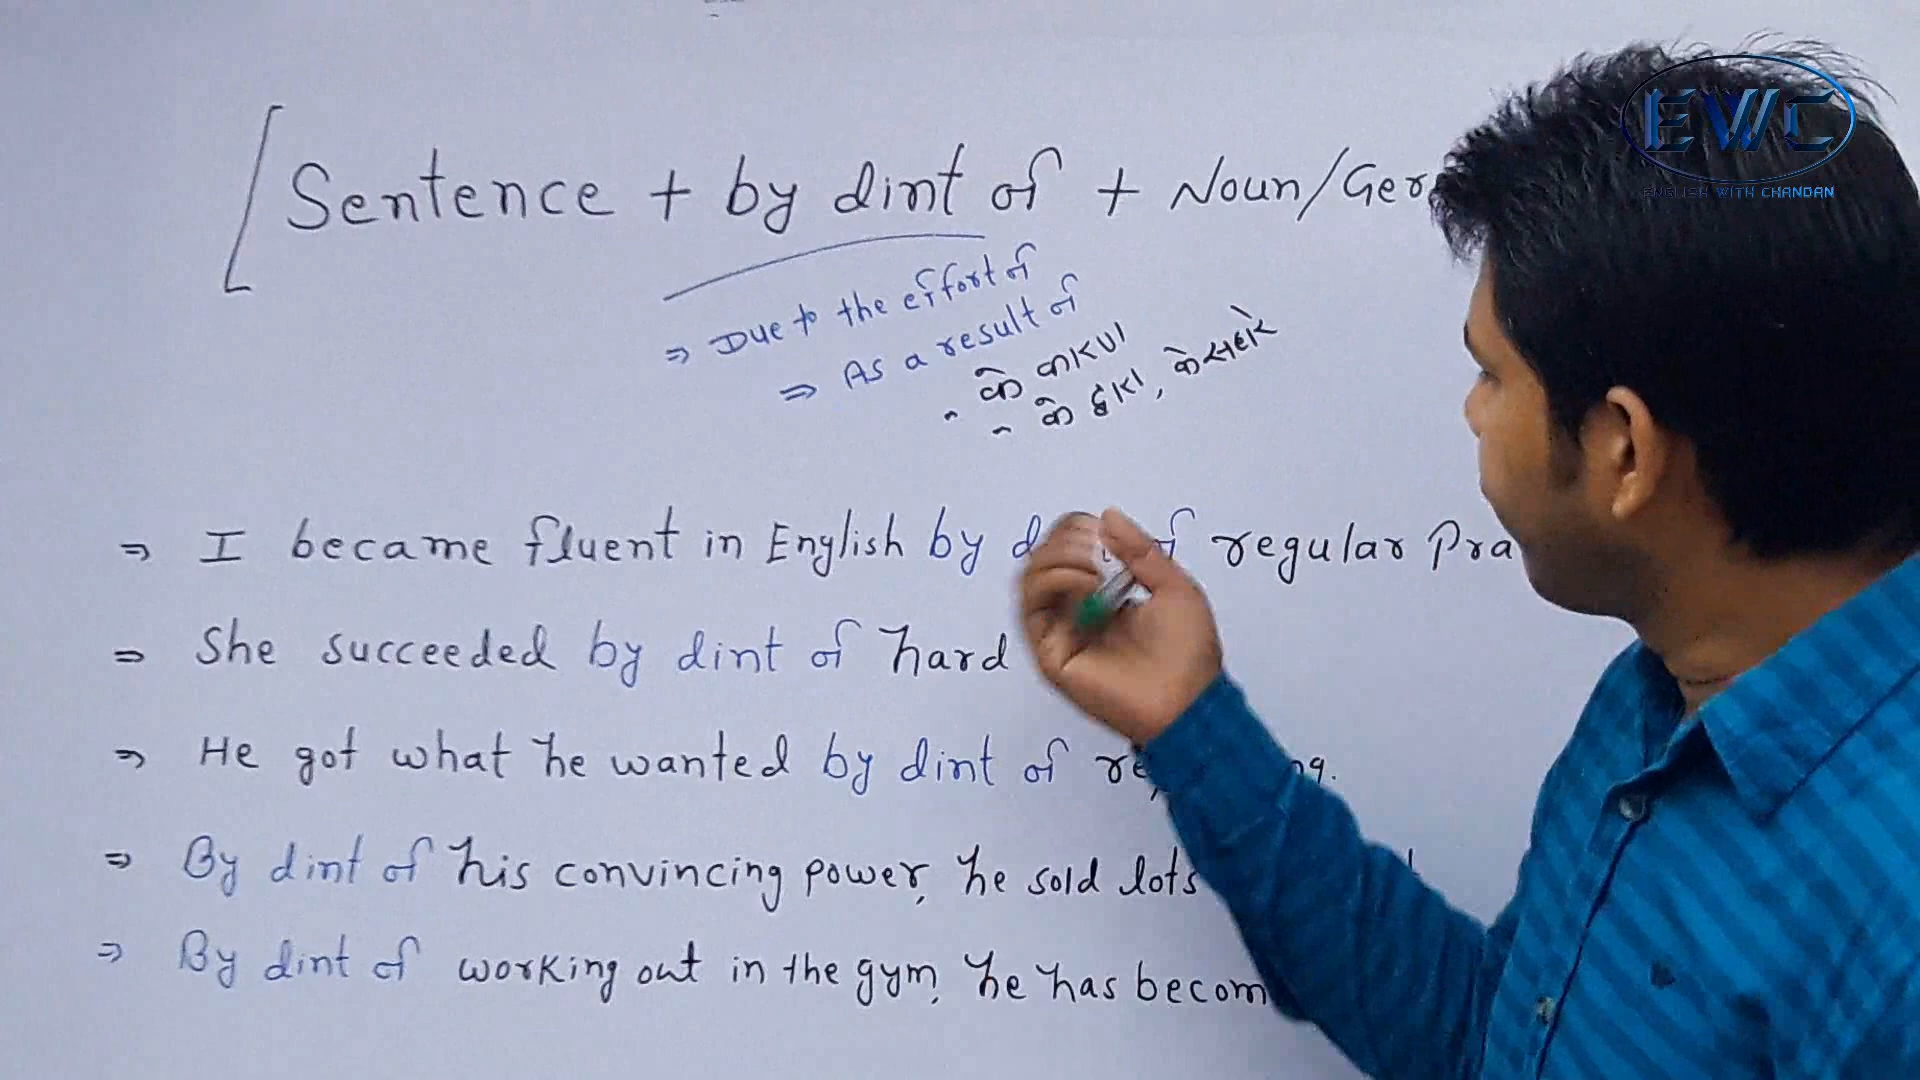 EWC
ENGLISH WITH CHANDAN
[Sentence + by dint of + Noun/Ger
⇒ Due to the effort of
⇒ As a result of
- के कारण
- के द्वारा, के सहारे
⇒ I became fluent in English by of regular Pra
⇒ She succeeded by dint of hard
⇒ He got what he wanted by dint of
⇒ By dint of his convincing power, he sold lots
⇒ By dint of working out in the gym, he has becom